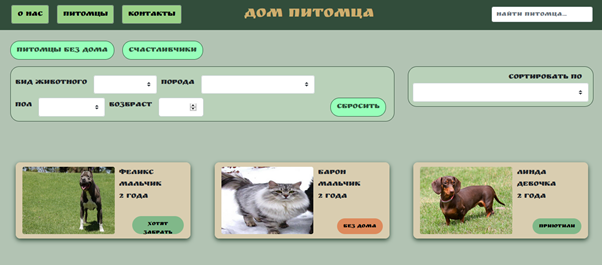 О НАС ПИТОМЦЫ КОНТАКТЫ ДОМ ПИТОМЦА НАЙТИ ПИТОМЦА...
ПИТОМЦЫ БЕЗ ДОМА СЧАСТЛИВЧИКИ
ВИД ЖИВОТНОГО ПОРОДА СОРТИРОВАТЬ ПО
ПОЛ ВОЗРАСТ СБРОСИТЬ
ФЕЛИКС
МАЛЬЧИК
2 ГОДА
ХОТЯТ
ЗАБРАТЬ
БАРОН
МАЛЬЧИК
2 ГОДА
БЕЗ ДОМА
ЛИНДА
ДЕВОЧКА
2 ГОДА
ПРИЮТИЛИ